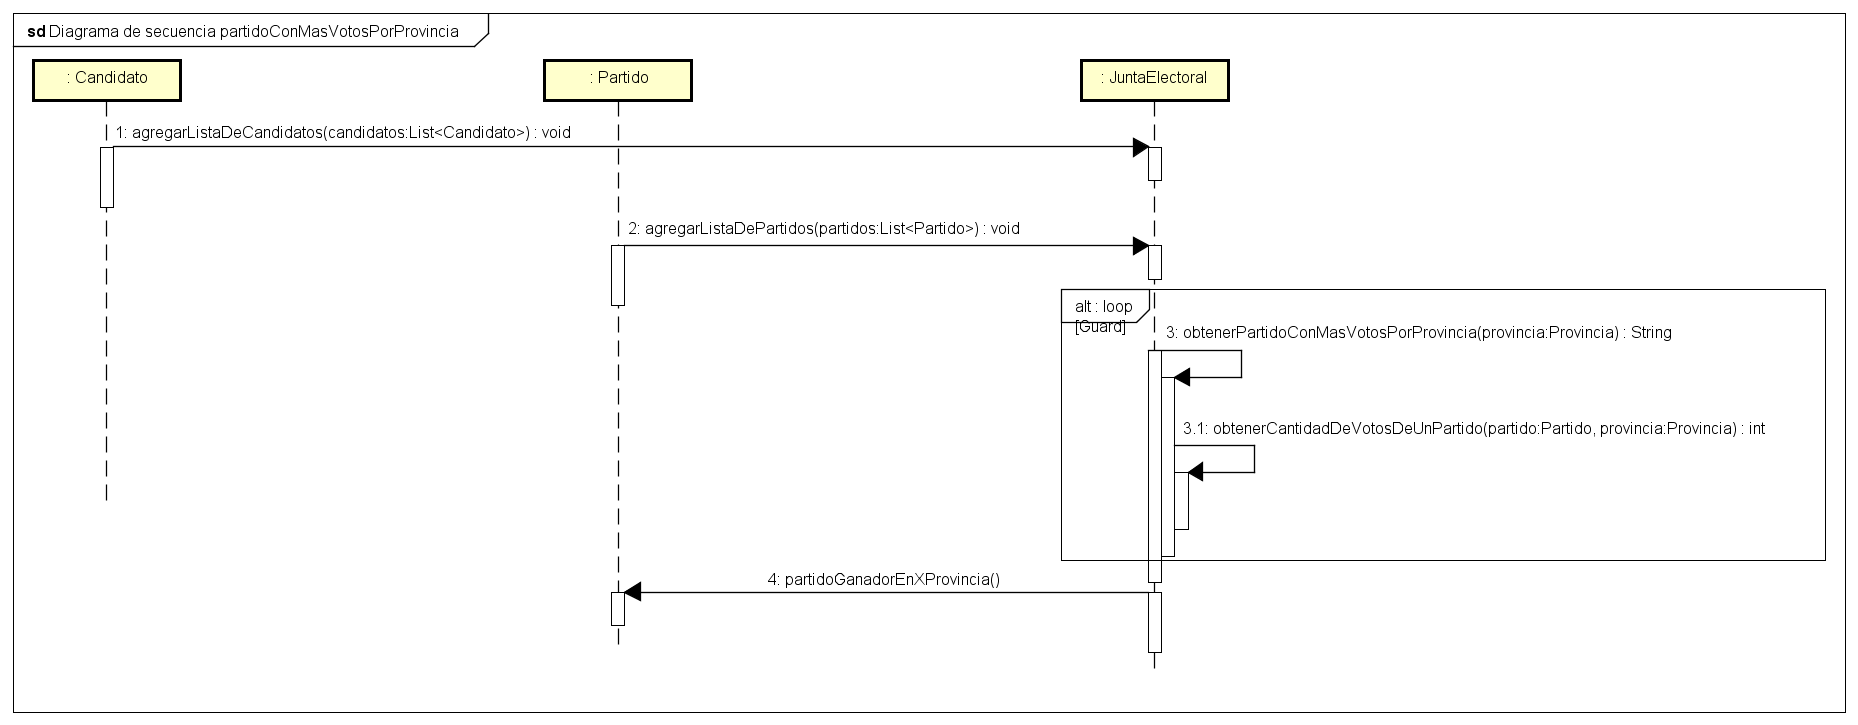 sd Diagrama de secuencia partidoConMasVotosPorProvincia
: Candidato
: Partido
: JuntaElectoral
1: agregarListaDeCandidatos(candidatos:List<Candidato>) : void
2: agregarListaDePartidos(partidos:List<Partido>) : void
alt : loop
[Guard]
3: obtenerPartidoConMasVotosPorProvincia(provincia:Provincia) : String
3.1: obtenerCantidadDeVotosDeUnPartido(partido:Partido, provincia:Provincia) : int
4: partidoGanadorEnXProvincia()